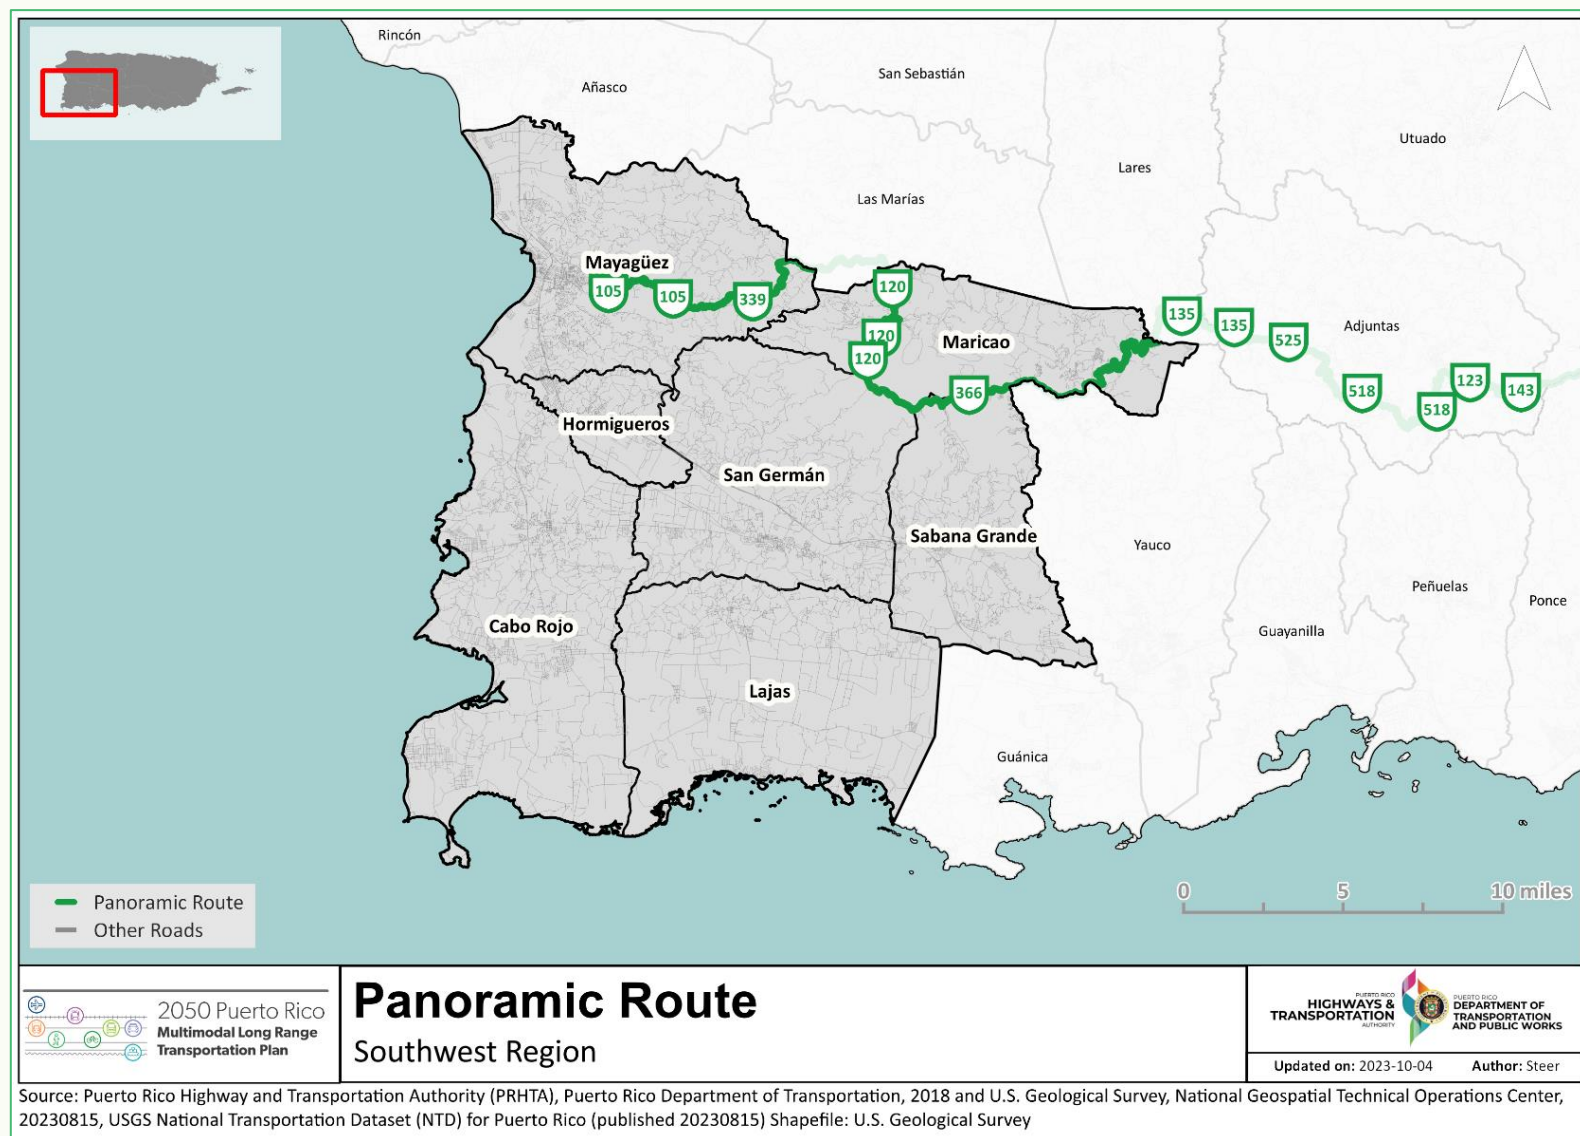 Rincón
San Sebastián
Añasco
Utuado
Lares
Las Marías
Mayagüez
105
105
339
120
120
120
Maricao
366
135
135
525
Adjuntas
518
518
123
143
Hormigueros
San Germán
Sabana Grande
Yauco
Peñuelas
Ponce
Guayanilla
Cabo Rojo
Lajas
Guánica
0 5 10 miles
Panoramic Route
Other Roads
2050 Puerto Rico
Multimodal Long Range
Transportation Plan
Panoramic Route
Southwest Region
PUERTO RICO
HIGHWAYS &
TRANSPORTATION
AUTHORITY
PUERTO RICO
DEPARTMENT OF
TRANSPORTATION
AND PUBLIC WORKS
Updated on: 2023-10-04 Author: Steer
Source: Puerto Rico Highway and Transportation Authority (PRHTA), Puerto Rico Department of Transportation, 2018 and U.S. Geological Survey, National Geospatial Technical Operations Center,
20230815, USGS National Transportation Dataset (NTD) for Puerto Rico (published 20230815) Shapefile: U.S. Geological Survey